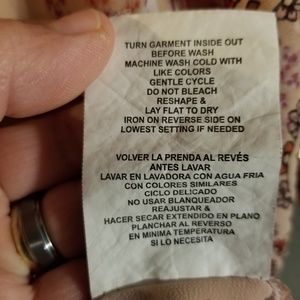 TURN GARMENT INSIDE OUT
BEFORE WASH
MACHINE WASH COLD WITH
LIKE COLORS
GENTLE CYCLE
DO NOT BLEACH
RESHAPE &
LAY FLAT TO DRY
IRON ON REVERSE SIDE ON
LOWEST SETTING IF NEEDED
VOLVER LA PRENDA AL REVÉS
ANTES LAVAR
LAVAR EN LAVADORA CON AGUA FRIA
CON COLORES SIMILARES
CICLO DELICADO
NO USAR BLANQUEADOR
REAJUSTAR &
HACER SECAR EXTENDIDO EN PLANO
PLANCHAR AL REVERSO
EN MINIMA TEMPERATURA
SI LO NECESITA